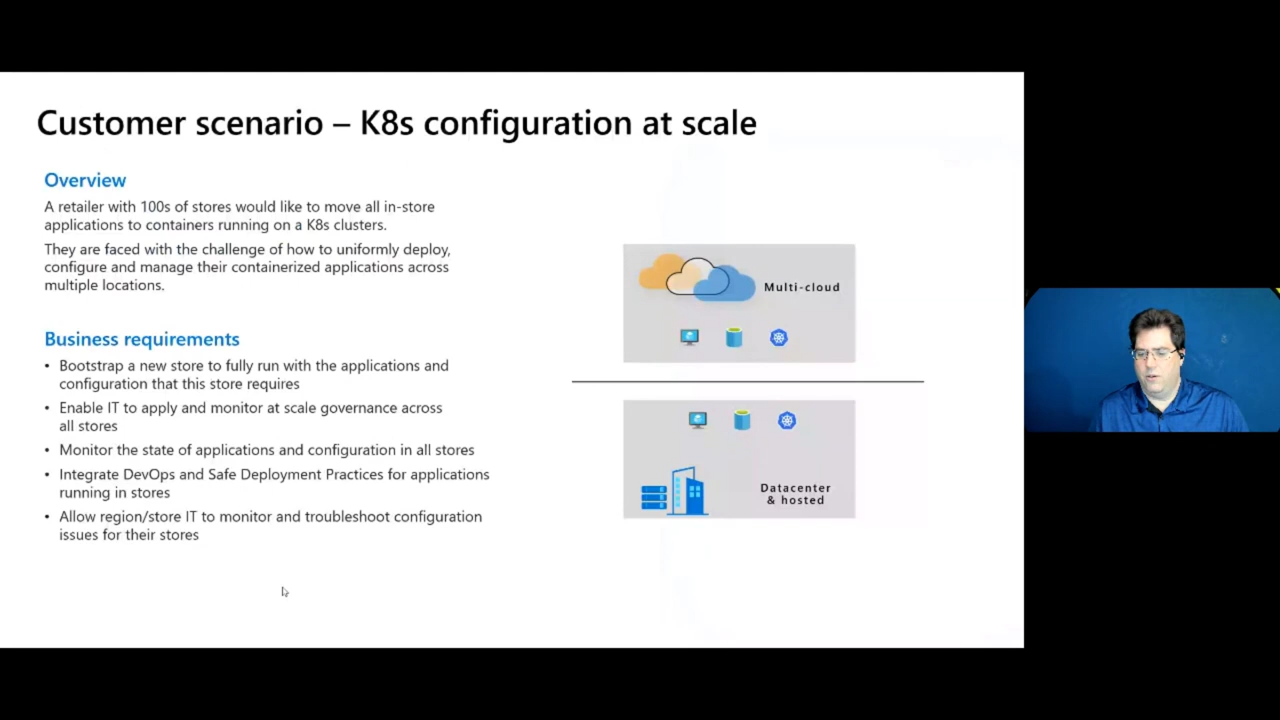 Customer scenario – K8s configuration at scale
Overview
A retailer with 100s of stores would like to move all in-store
applications to containers running on a K8s clusters.
They are faced with the challenge of how to uniformly deploy,
configure and manage their containerized applications across
multiple locations.
Business requirements
• Bootstrap a new store to fully run with the applications and
configuration that this store requires
• Enable IT to apply and monitor at scale governance across
all stores
• Monitor the state of applications and configuration in all stores
• Integrate DevOps and Safe Deployment Practices for applications
running in stores
• Allow region/store IT to monitor and troubleshoot configuration
issues for their stores
Multi-cloud
Datacenter
& hosted